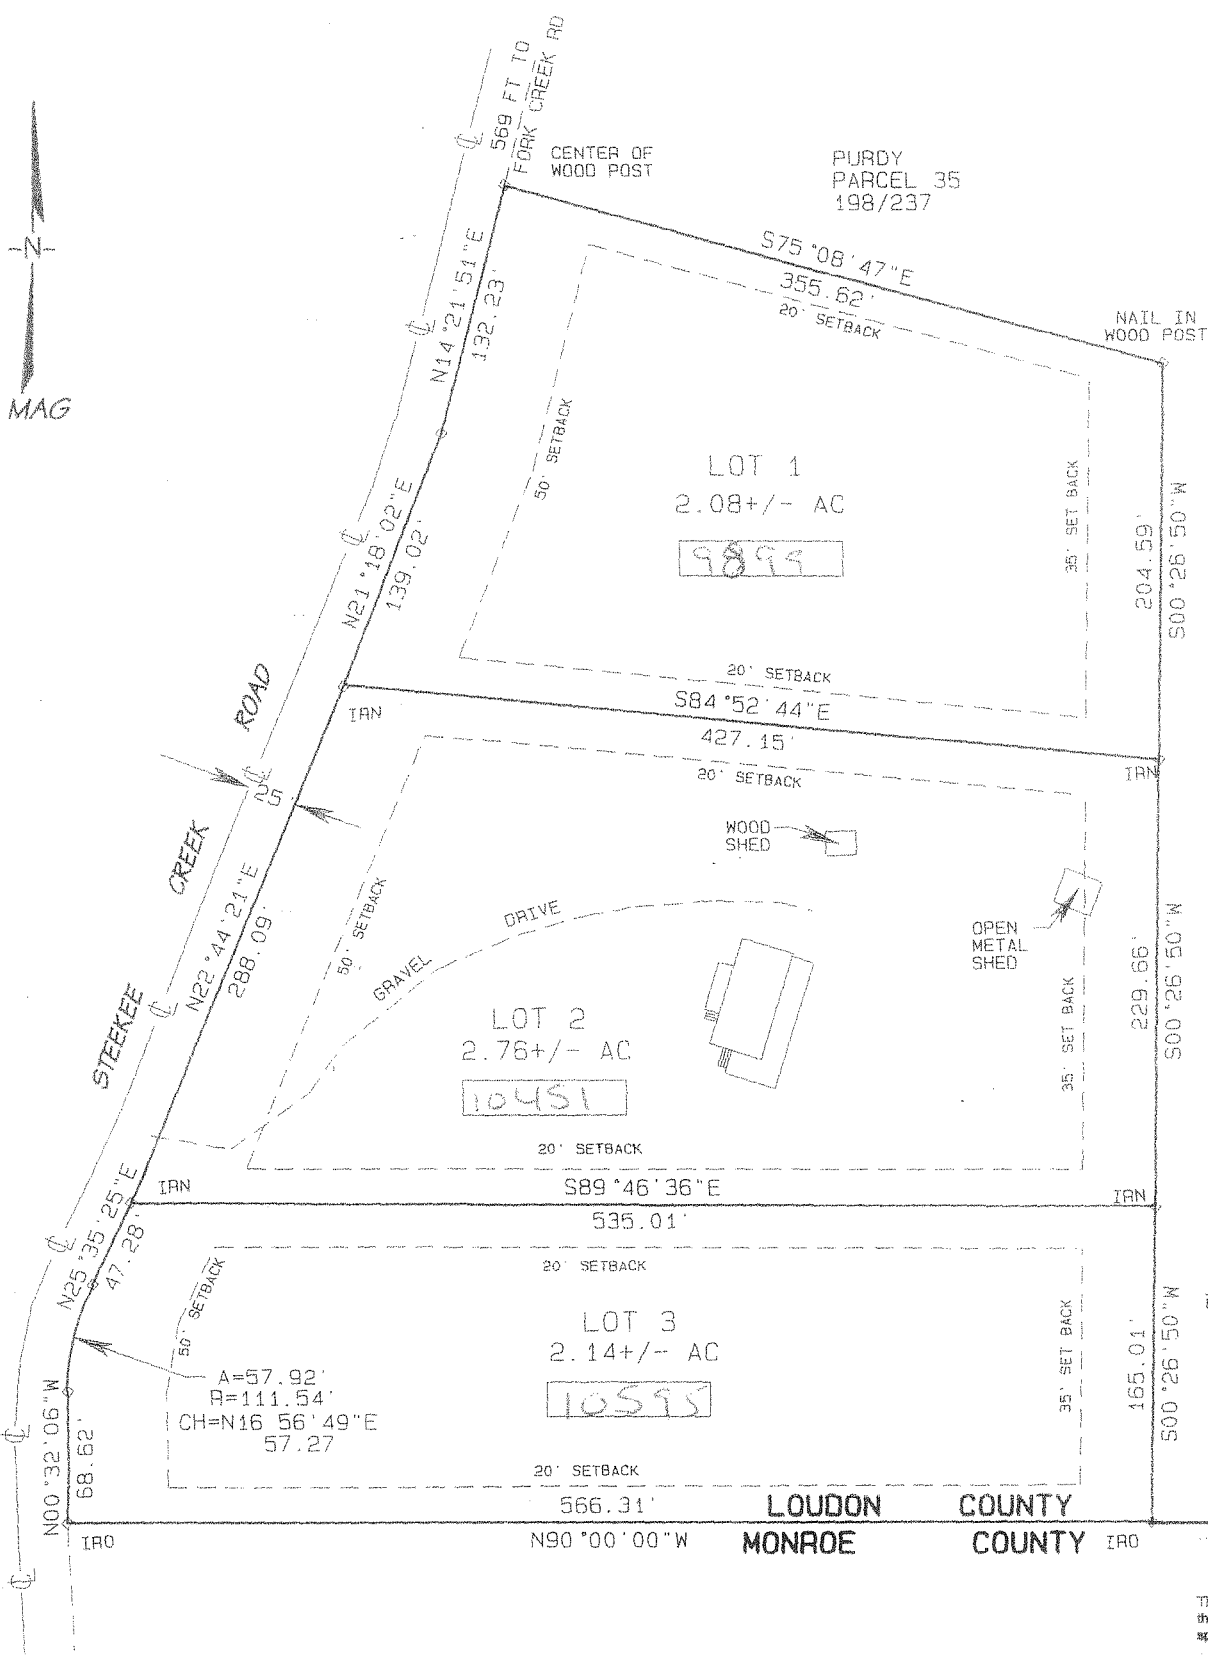 569 FT TO
FORK CREEK RD
CENTER OF
WOOD POST
PURDY
PARCEL 35
198/237
-N-
MAG
S75°08'47"E
355.62'
20' SETBACK
NAIL IN
WOOD POST
N14°21'51"E
132.23'
50' SETBACK
LOT 1
2.08+/- AC
9899
35' SET BACK
204.59'
S00°26'50"W
N21°18'02"E
139.02'
20' SETBACK
S84°52'44"E
427.15'
20' SETBACK
IRN
IRN
STEEKEE CREEK ROAD
25'
WOOD
SHED
OPEN
METAL
SHED
50' SETBACK
GRAVEL DRIVE
N22°44'21"E
288.09'
LOT 2
2.76+/- AC
10451
35' SET BACK
229.66'
S00°26'50"W
20' SETBACK
IRN
S89°46'36"E
535.01'
IRN
N25°35'25"E
47.28'
20' SETBACK
50' SETBACK
LOT 3
2.14+/- AC
10595
35' SET BACK
165.01'
S00°26'50"W
A=57.92'
R=111.54'
CH=N16 56'49"E
57.27
N00°32'06"W
68.62'
20' SETBACK
566.31'
LOUDON COUNTY
IRO
N90°00'00"W
MONROE COUNTY
IRO